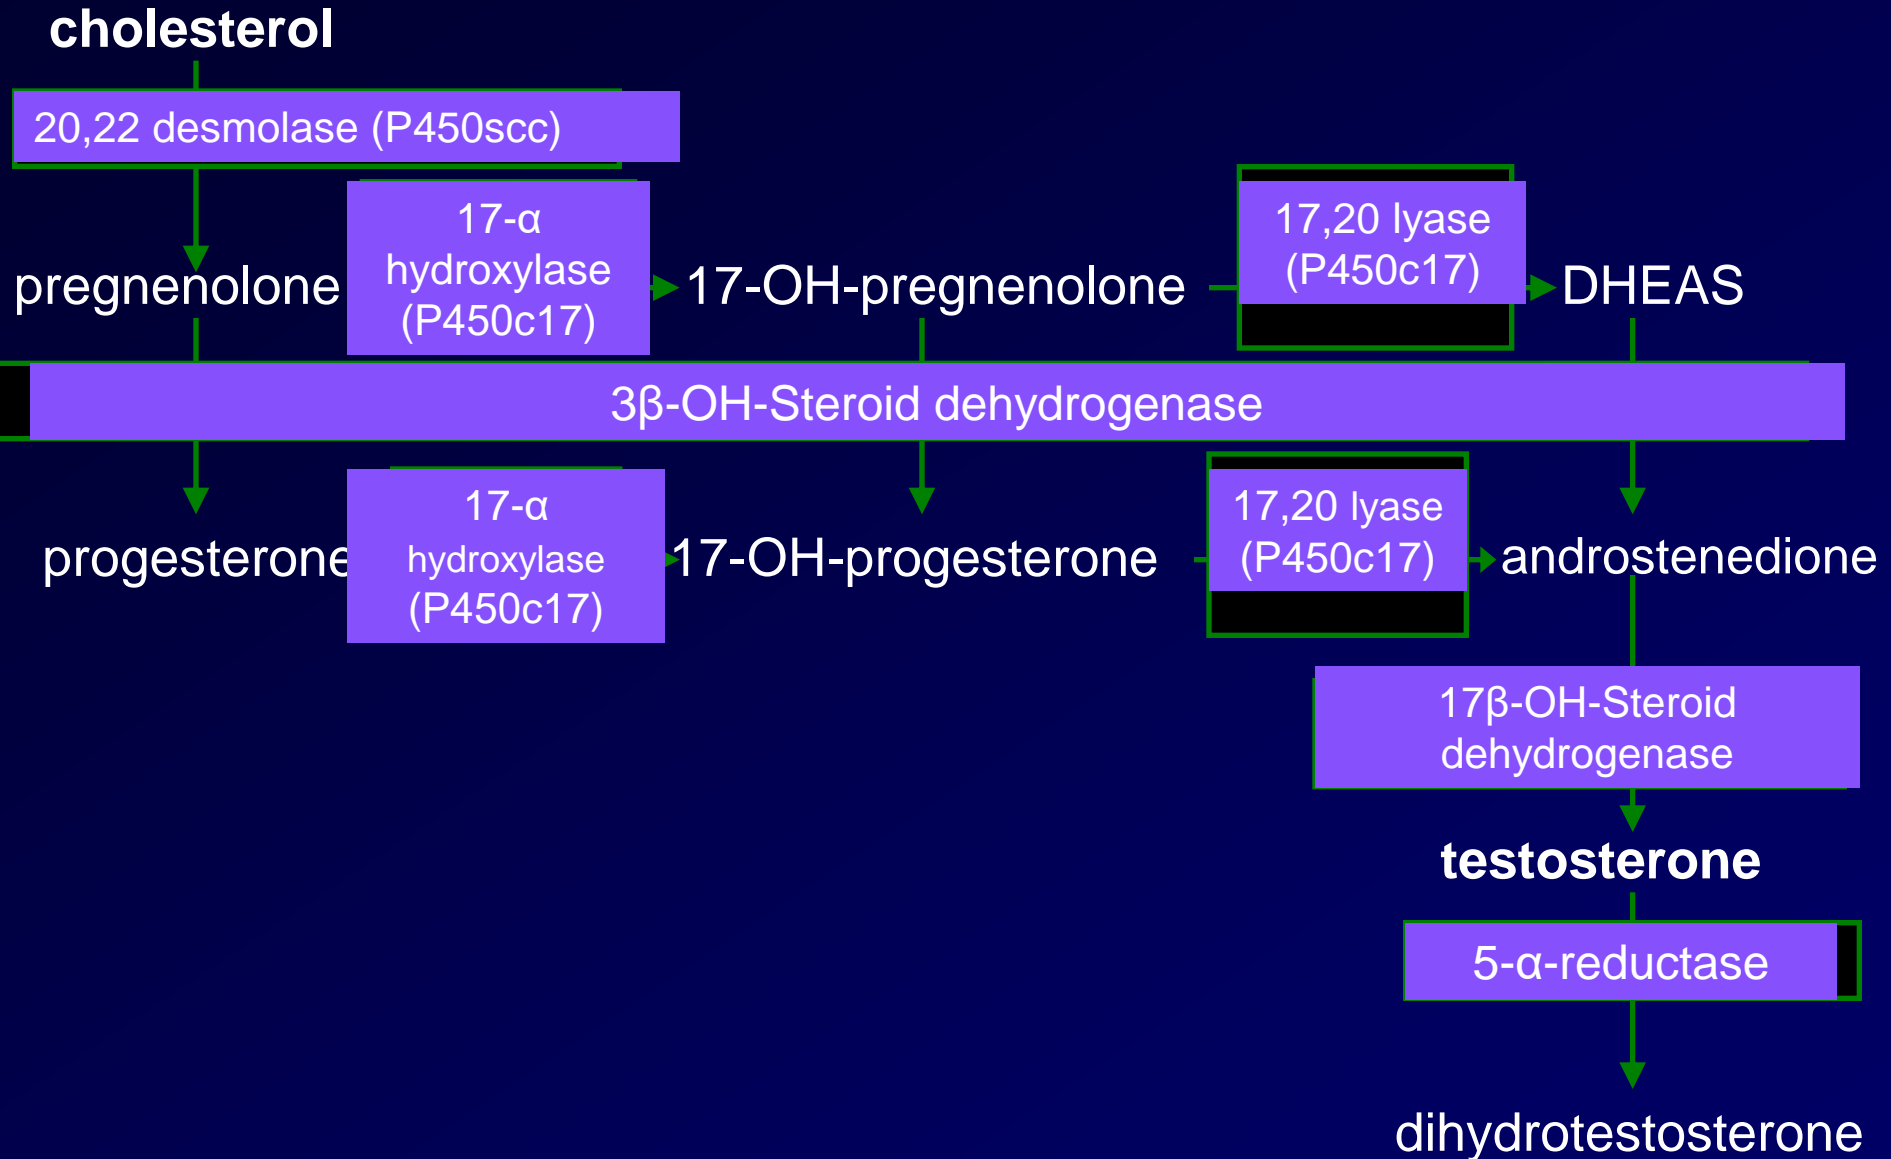 cholesterol
20,22 desmolase (P450scc)
17-α
hydroxylase
(P450c17)
17,20 lyase
(P450c17)
pregnenolone
17-OH-pregnenolone
DHEAS
3β-OH-Steroid dehydrogenase
17-α
hydroxylase
(P450c17)
17,20 lyase
(P450c17)
progesterone
17-OH-progesterone
androstenedione
17β-OH-Steroid
dehydrogenase
testosterone
5-α-reductase
dihydrotestosterone